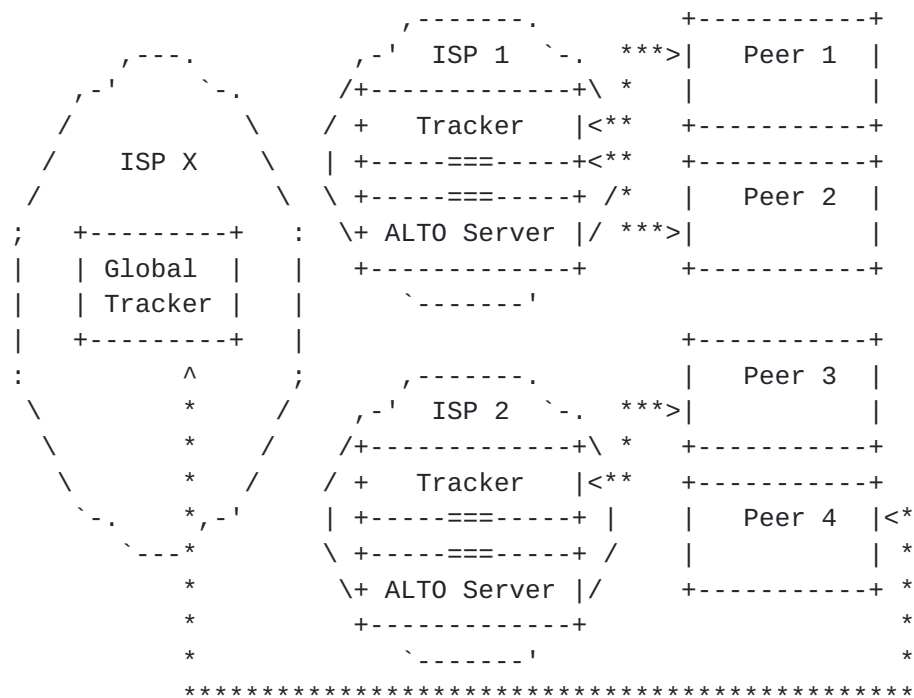 ,-------.         +-----------+
       ,---.          ,-'  ISP 1  `-.  ***>|   Peer 1  |
    ,-'     `-.      /+-------------+\ *   |           |
   /           \    / +   Tracker   |<**   +-----------+
  /    ISP X    \   | +-----===-----+<**   +-----------+
 /               \  \ +-----===-----+ /*   |   Peer 2  |
;   +---------+   :  \+ ALTO Server |/ ***>|           |
|   | Global  |   |   +-------------+      +-----------+
|   | Tracker |   |      `-------'
|   +---------+   |                        +-----------+
:          ^      ;      ,-------.         |   Peer 3  |
 \         *     /    ,-'  ISP 2  `-.  ***>|           |
  \        *    /    /+-------------+\ *   +-----------+
   \       *   /    / +   Tracker   |<**   +-----------+
    `-.    *,-'     | +-----===-----+ |    |   Peer 4  |<*
       `---*        \ +-----===-----+ /    |           | *
           *         \+ ALTO Server |/     +-----------+ *
           *          +-------------+                    *
           *             `-------'                       *
           ***********************************************